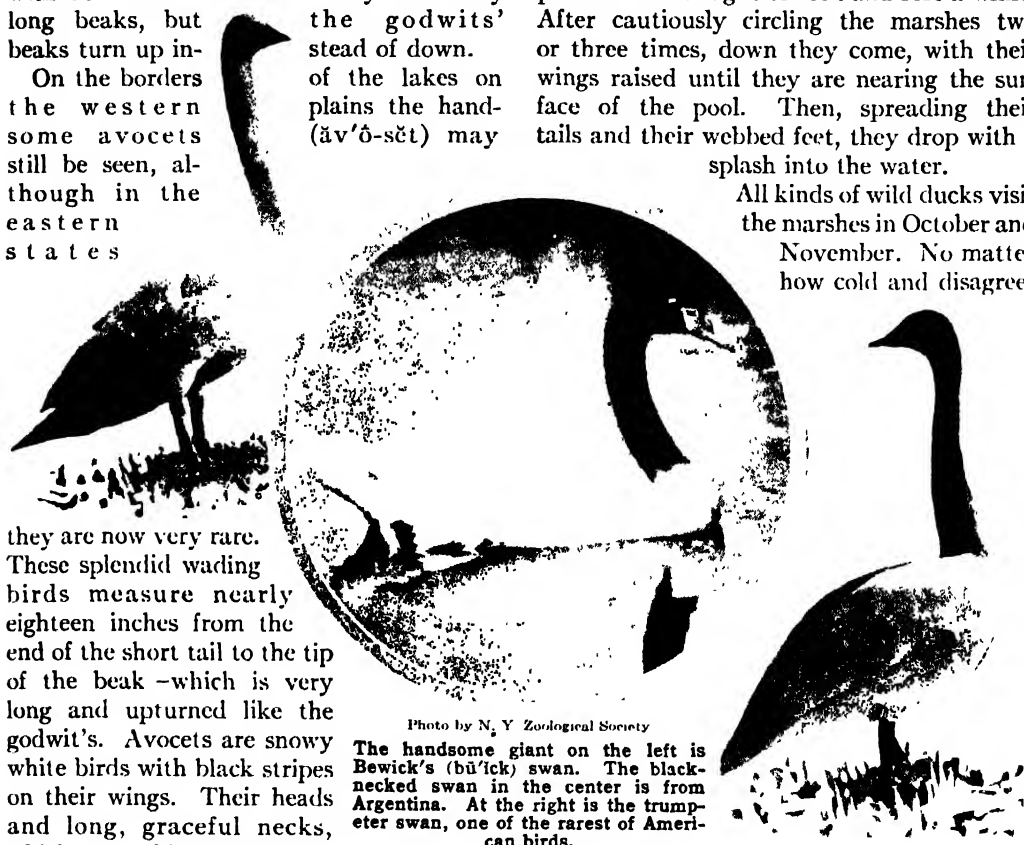 long beaks, but the godwits'
beaks turn up in- stead of down.
On the borders of the lakes on
the western plains the hand-
some avocets (ăv'ô-sĕt) may
still be seen, al-
though in the
eastern
states
they are now very rare.
These splendid wading
birds measure nearly
eighteen inches from the
end of the short tail to the tip
of the beak –which is very
long and upturned like the
godwit's. Avocets are snowy
white birds with black stripes
on their wings. Their heads
and long, graceful necks,
Photo by N. Y Zoological Society
The handsome giant on the left is
Bewick's (bū'ĭck) swan. The black-
necked swan in the center is from
Argentina. At the right is the trump-
eter swan, one of the rarest of Ameri-
can birds.
After cautiously circling the marshes tw
or three times, down they come, with thei
wings raised until they are nearing the sur
face of the pool. Then, spreading thei
tails and their webbed feet, they drop with
splash into the water.
All kinds of wild ducks visi
the marshes in October an
November. No matte
how cold and disagree